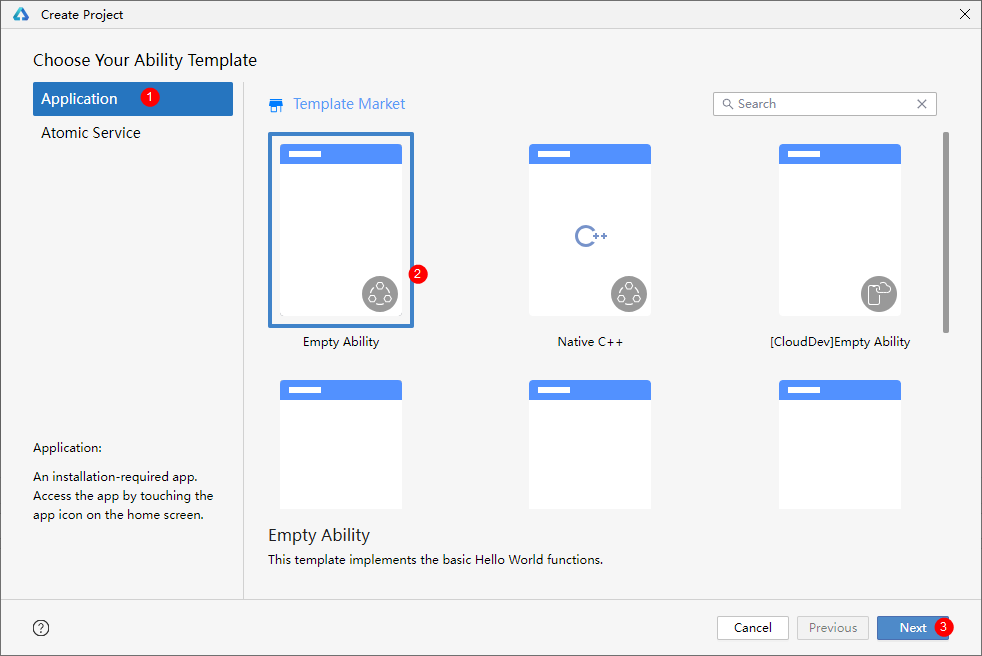 Create Project
Choose Your Ability Template
Application 1
Atomic Service
Template Market
Search
C++
2
Empty Ability
Native C++
[CloudDev]Empty Ability
Application:
An installation-required app.
Access the app by touching the
app icon on the home screen.
Empty Ability
This template implements the basic Hello World functions.
?
Cancel
Previous
Next 3